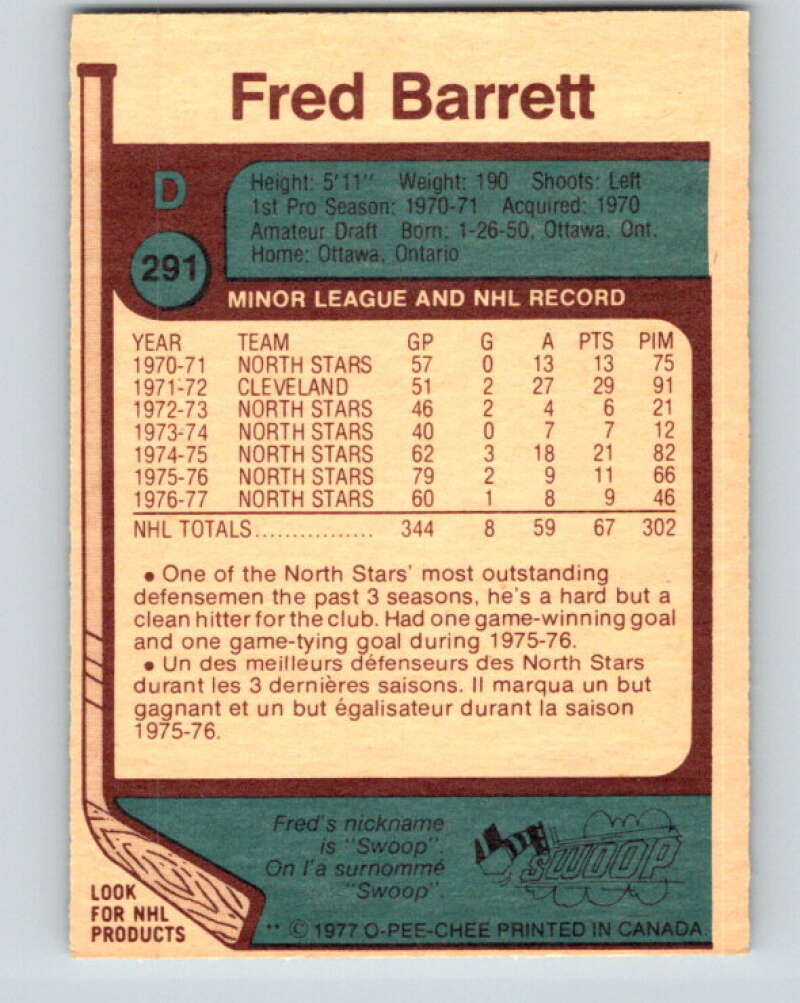 Fred Barrett
D
291
Height: 5'11" Weight: 190 Shoots: Left
1st Pro Season: 1970-71 Acquired: 1970
Amateur Draft Born: 1-26-50, Ottawa, Ont.
Home: Ottawa, Ontario
MINOR LEAGUE AND NHL RECORD
YEAR TEAM GP G A PTS PIM
1970-71 NORTH STARS 57 0 13 13 75
1971-72 CLEVELAND 51 2 27 29 91
1972-73 NORTH STARS 46 2 4 6 21
1973-74 NORTH STARS 40 0 7 7 12
1974-75 NORTH STARS 62 3 18 21 82
1975-76 NORTH STARS 79 2 9 11 66
1976-77 NORTH STARS 60 1 8 9 46
NHL TOTALS................ 344 8 59 67 302
• One of the North Stars' most outstanding
defensemen the past 3 seasons, he's a hard but a
clean hitter for the club. Had one game-winning goal
and one game-tying goal during 1975-76.
• Un des meilleurs défenseurs des North Stars
durant les 3 dernières saisons. Il marqua un but
gagnant et un but égalisateur durant la saison
1975-76.
Fred's nickname
is "Swoop".
On l'a surnommé
"Swoop".
SWOOP
LOOK
FOR NHL
PRODUCTS
** © 1977 O-PEE-CHEE PRINTED IN CANADA